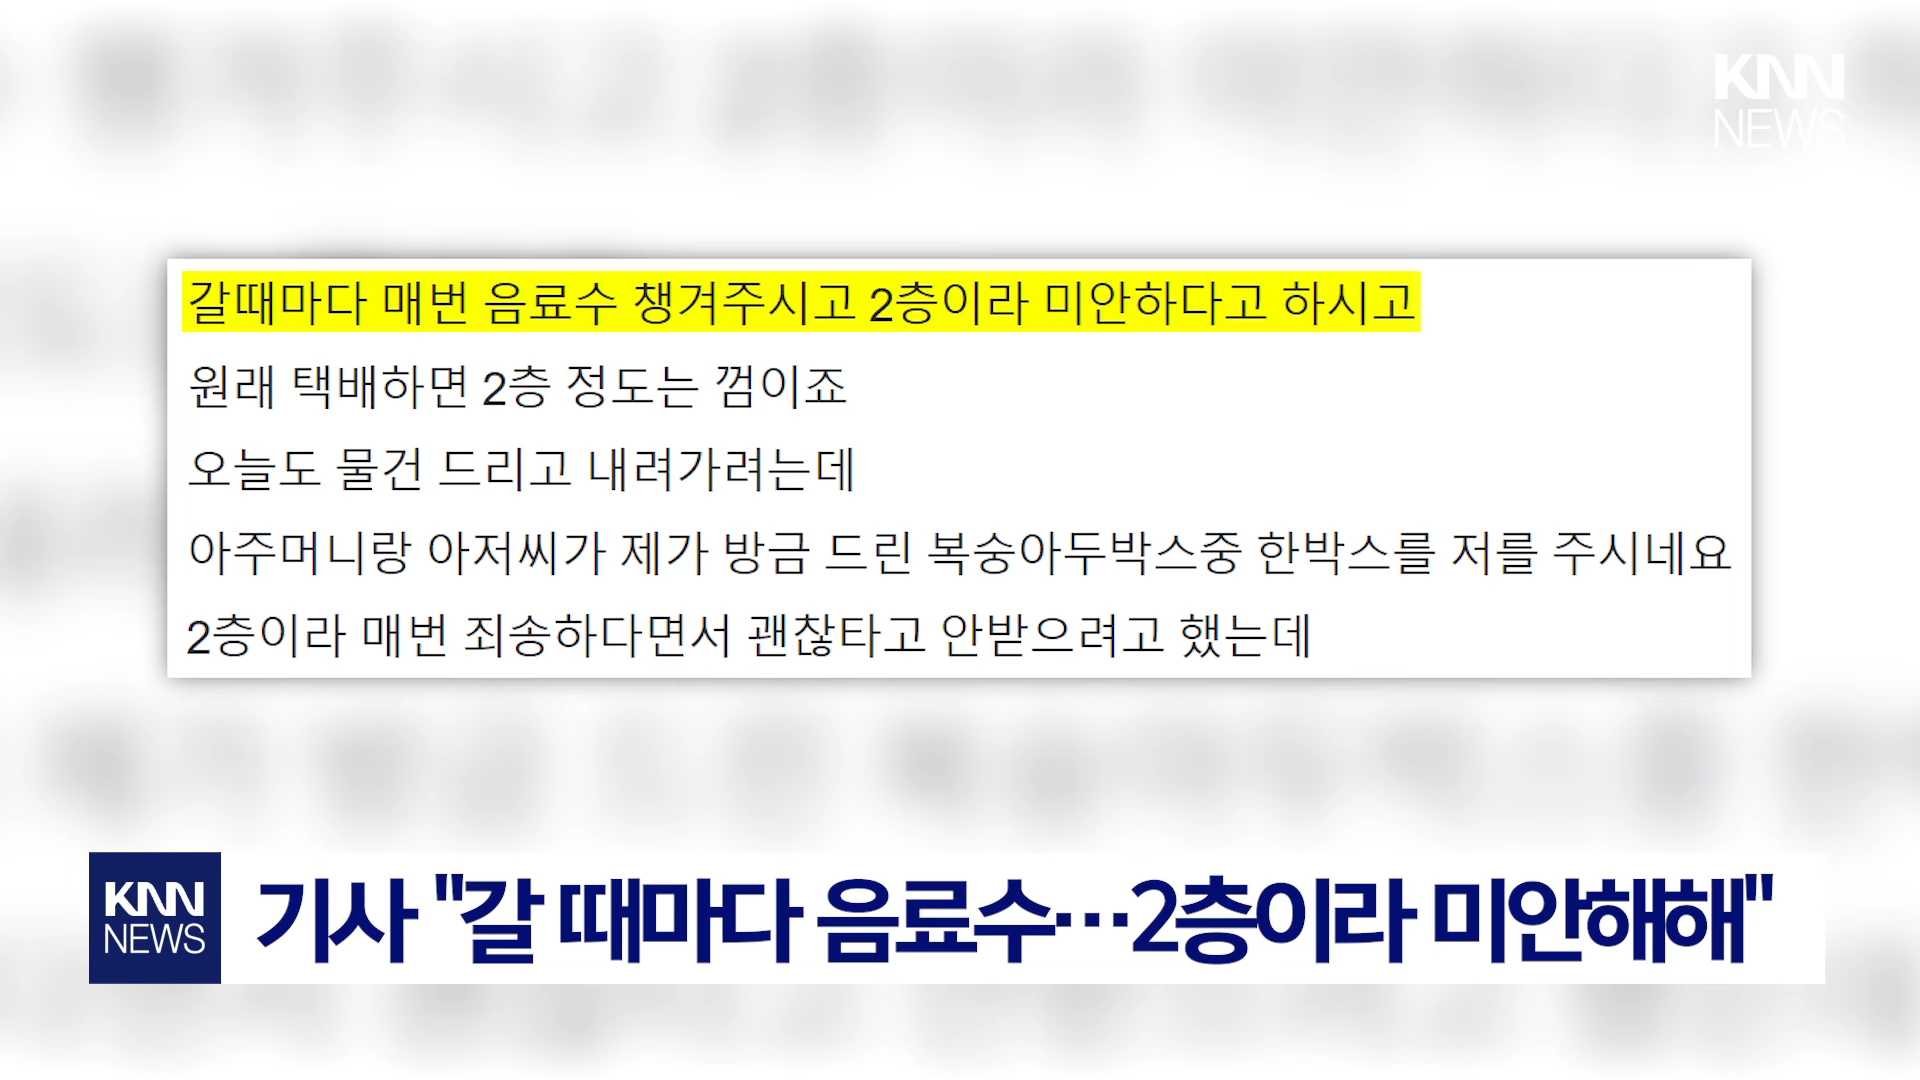 KNN
NEWS
갈때마다 매번 음료수 챙겨주시고 2층이라 미안하다고 하시고
원래 택배하면 2층 정도는 껌이죠
오늘도 물건 드리고 내려가려는데
아주머니랑 아저씨가 제가 방금 드린 복숭아두박스중 한박스를 저를 주시네요
2층이라 매번 죄송하다면서 괜찮타고 안받으려고 했는데
KNN
NEWS
기사 "갈 때마다 음료수…2층이라 미안해해"